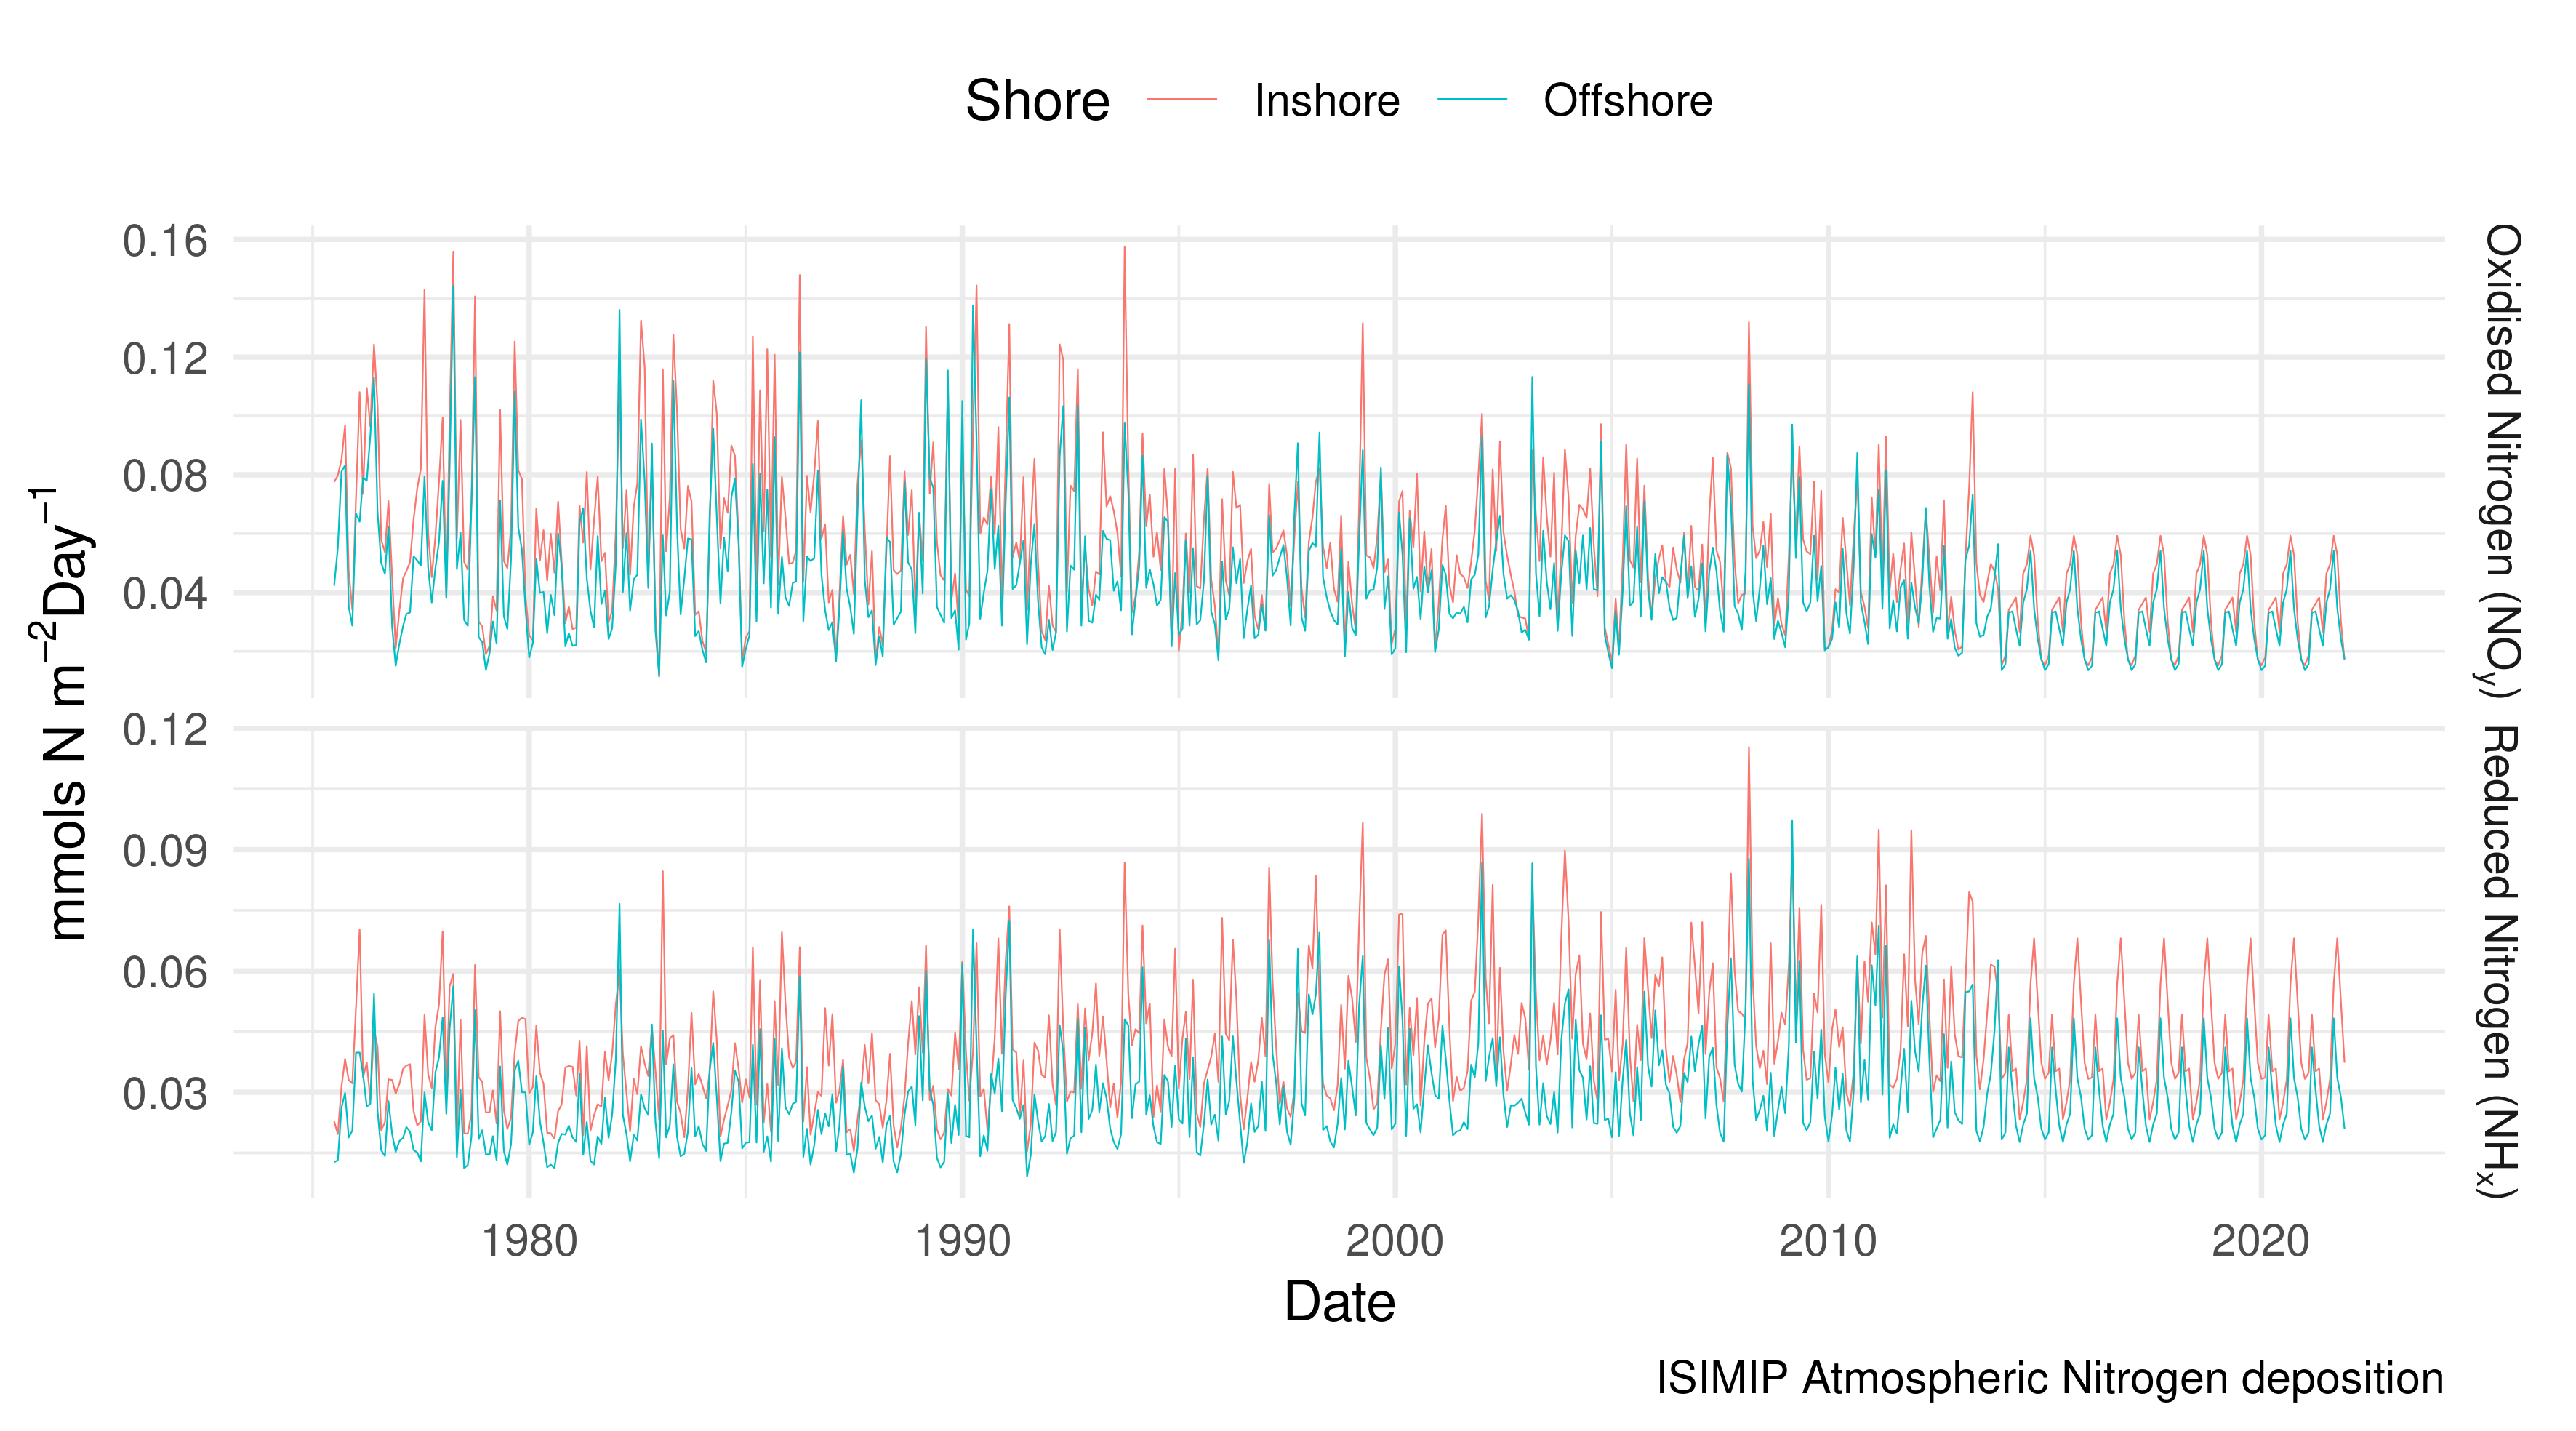 Shore Inshore Offshore
mmols N m⁻²Day⁻¹
0.16
0.12
0.08
0.04
Oxidised Nitrogen (NOy)
0.12
0.09
0.06
0.03
Reduced Nitrogen (NHx)
1980 1990 2000 2010 2020
Date
ISIMIP Atmospheric Nitrogen deposition